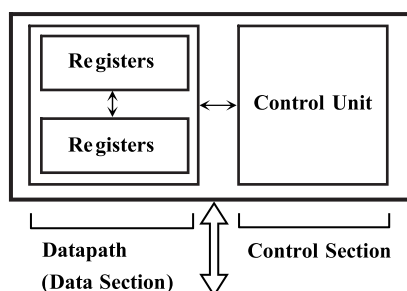 Registers
Registers
Control Unit
Datapath
(Data Section)
Control Section